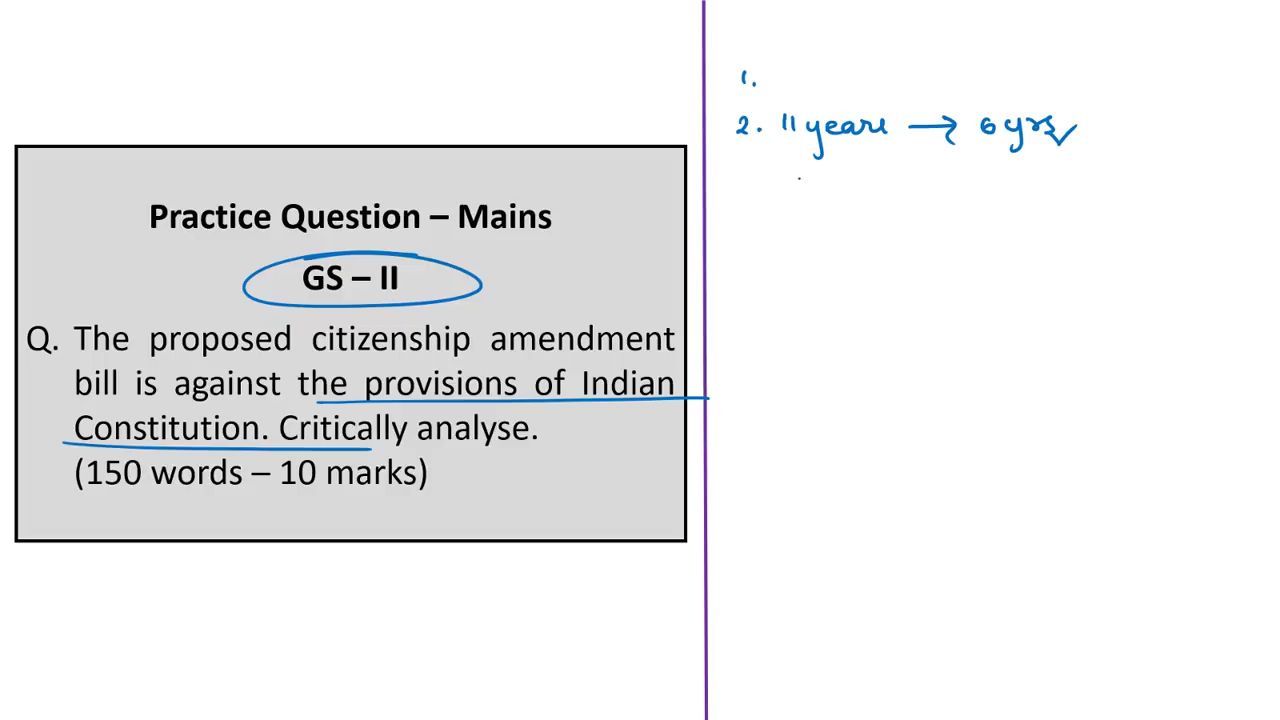 Practice Question – Mains
GS – II
Q. The proposed citizenship amendment
bill is against the provisions of Indian
Constitution. Critically analyse.
(150 words – 10 marks)
1.
2. 11 years → 6 yrs ✓